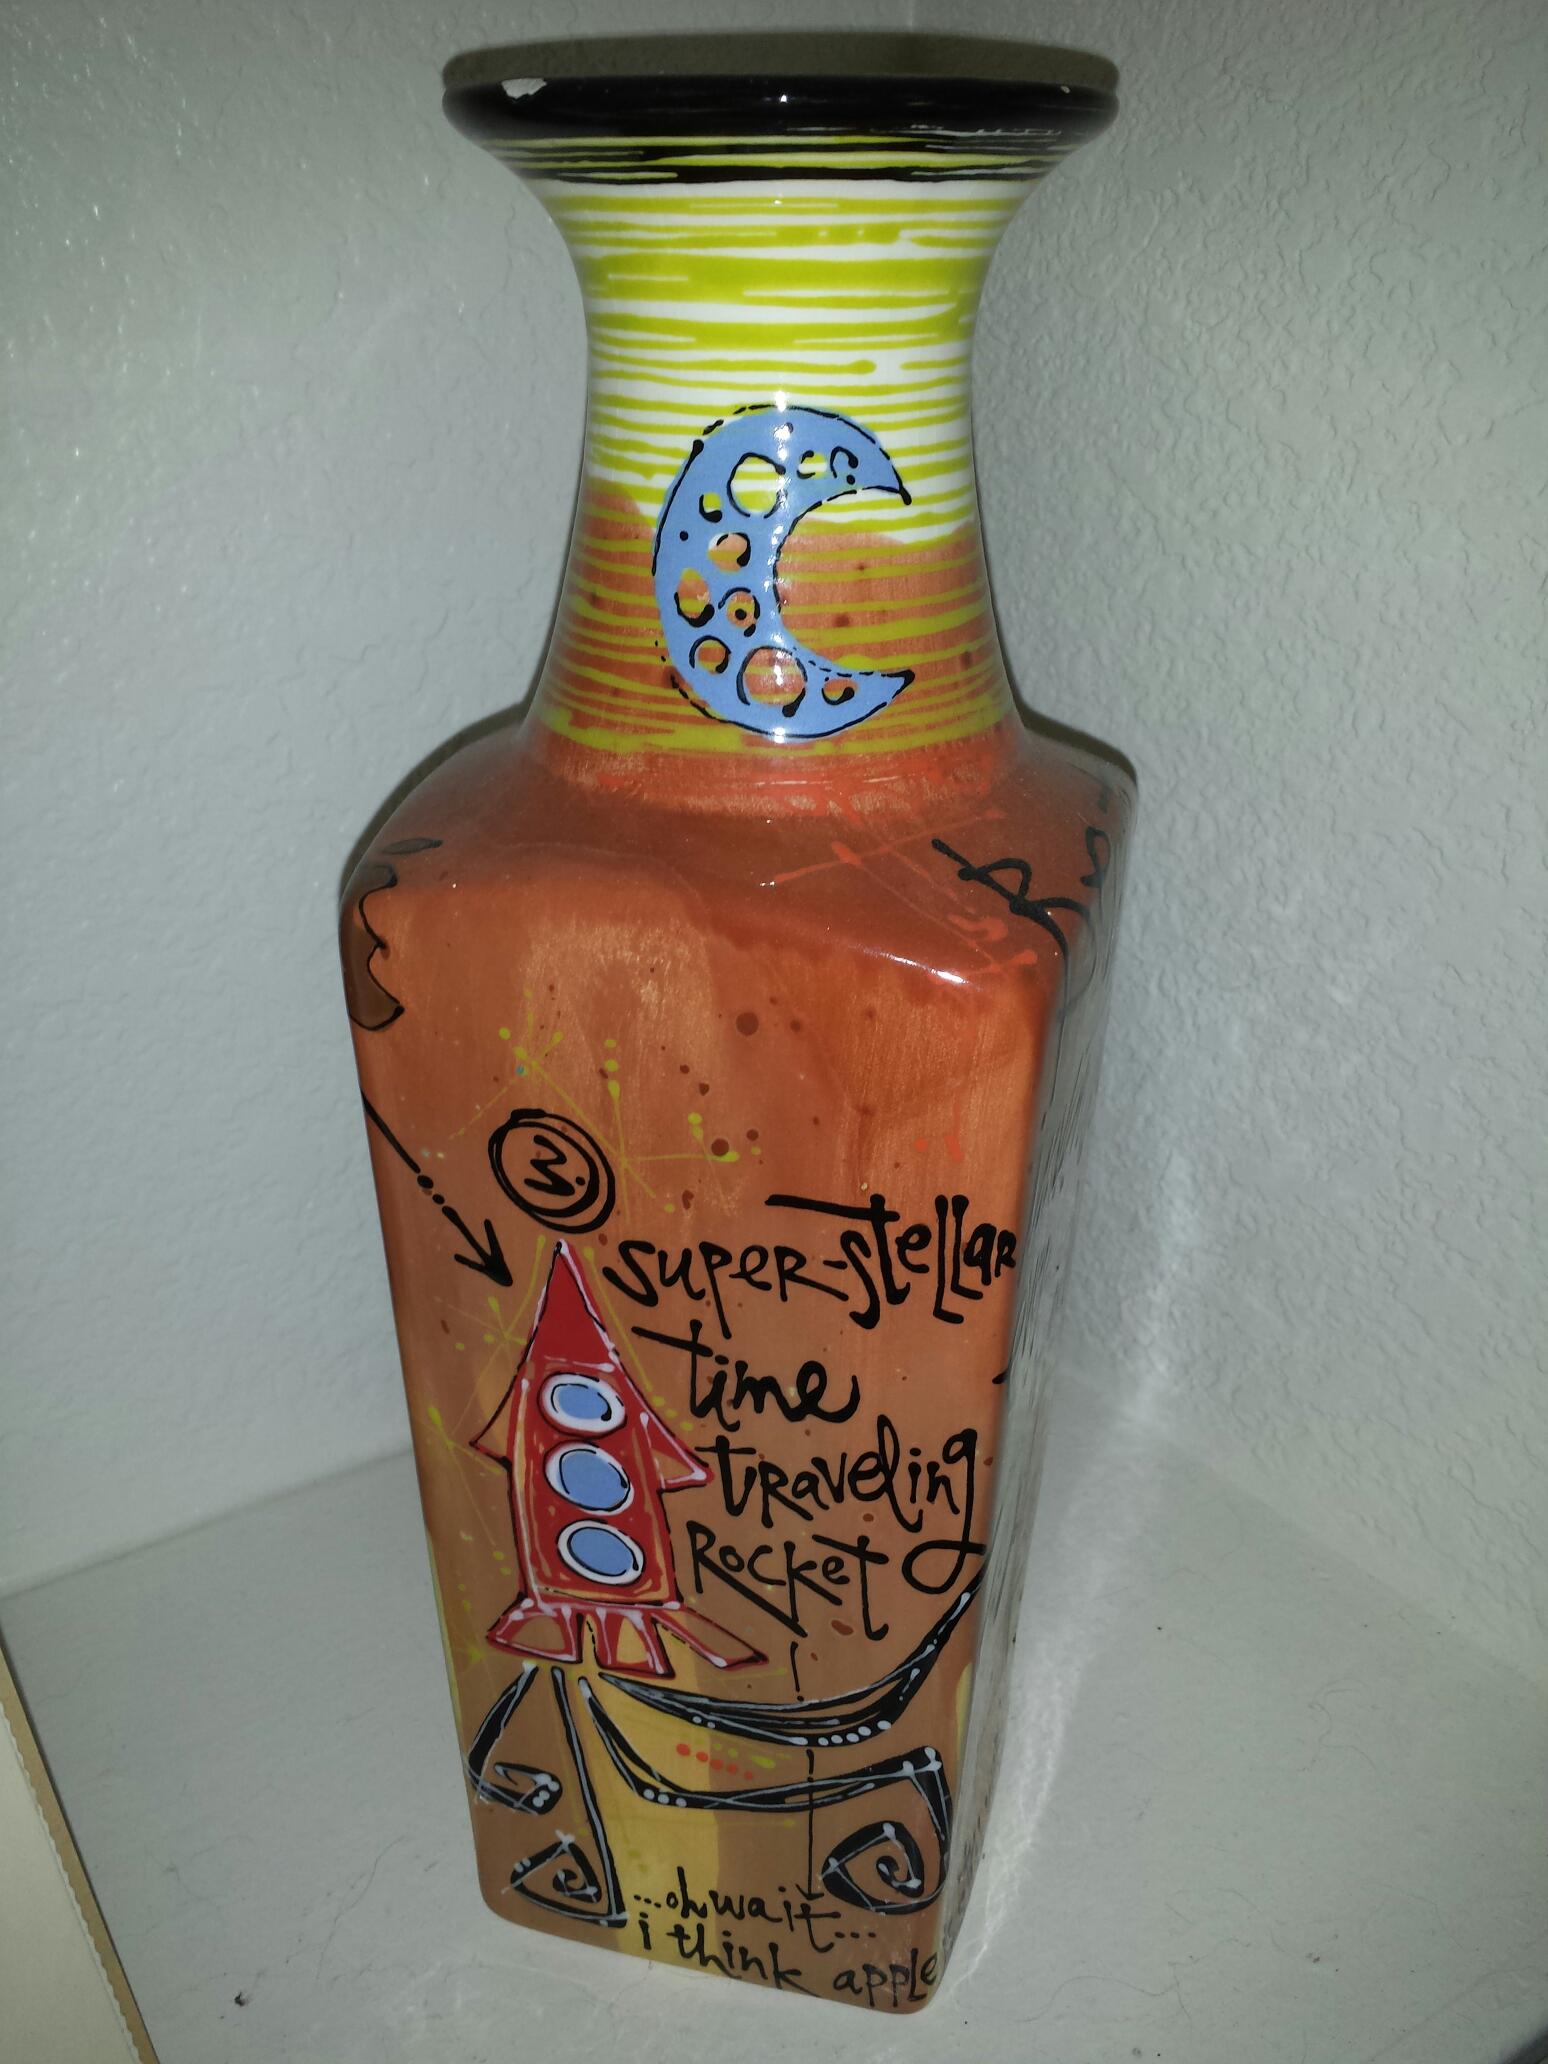 3.
super-stellar
time
traveling
Rocket
...oh wait...
i think apple